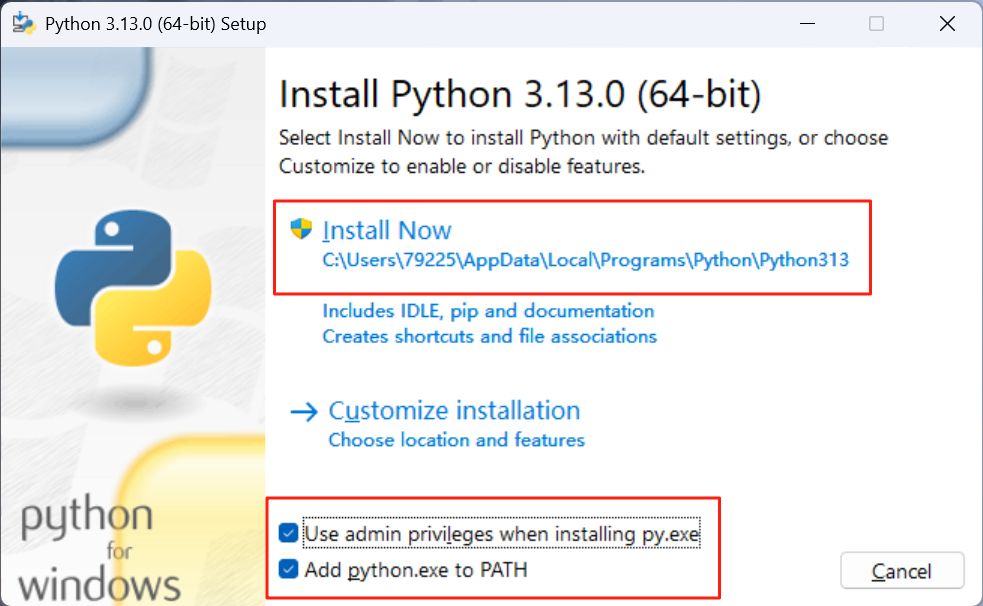 Python 3.13.0 (64-bit) Setup
Install Python 3.13.0 (64-bit)
Select Install Now to install Python with default settings, or choose
Customize to enable or disable features.
Install Now
C:\Users\79225\AppData\Local\Programs\Python\Python313
Includes IDLE, pip and documentation
Creates shortcuts and file associations
Customize installation
Choose location and features
Use admin privileges when installing py.exe
Add python.exe to PATH
Cancel
python
for
windows